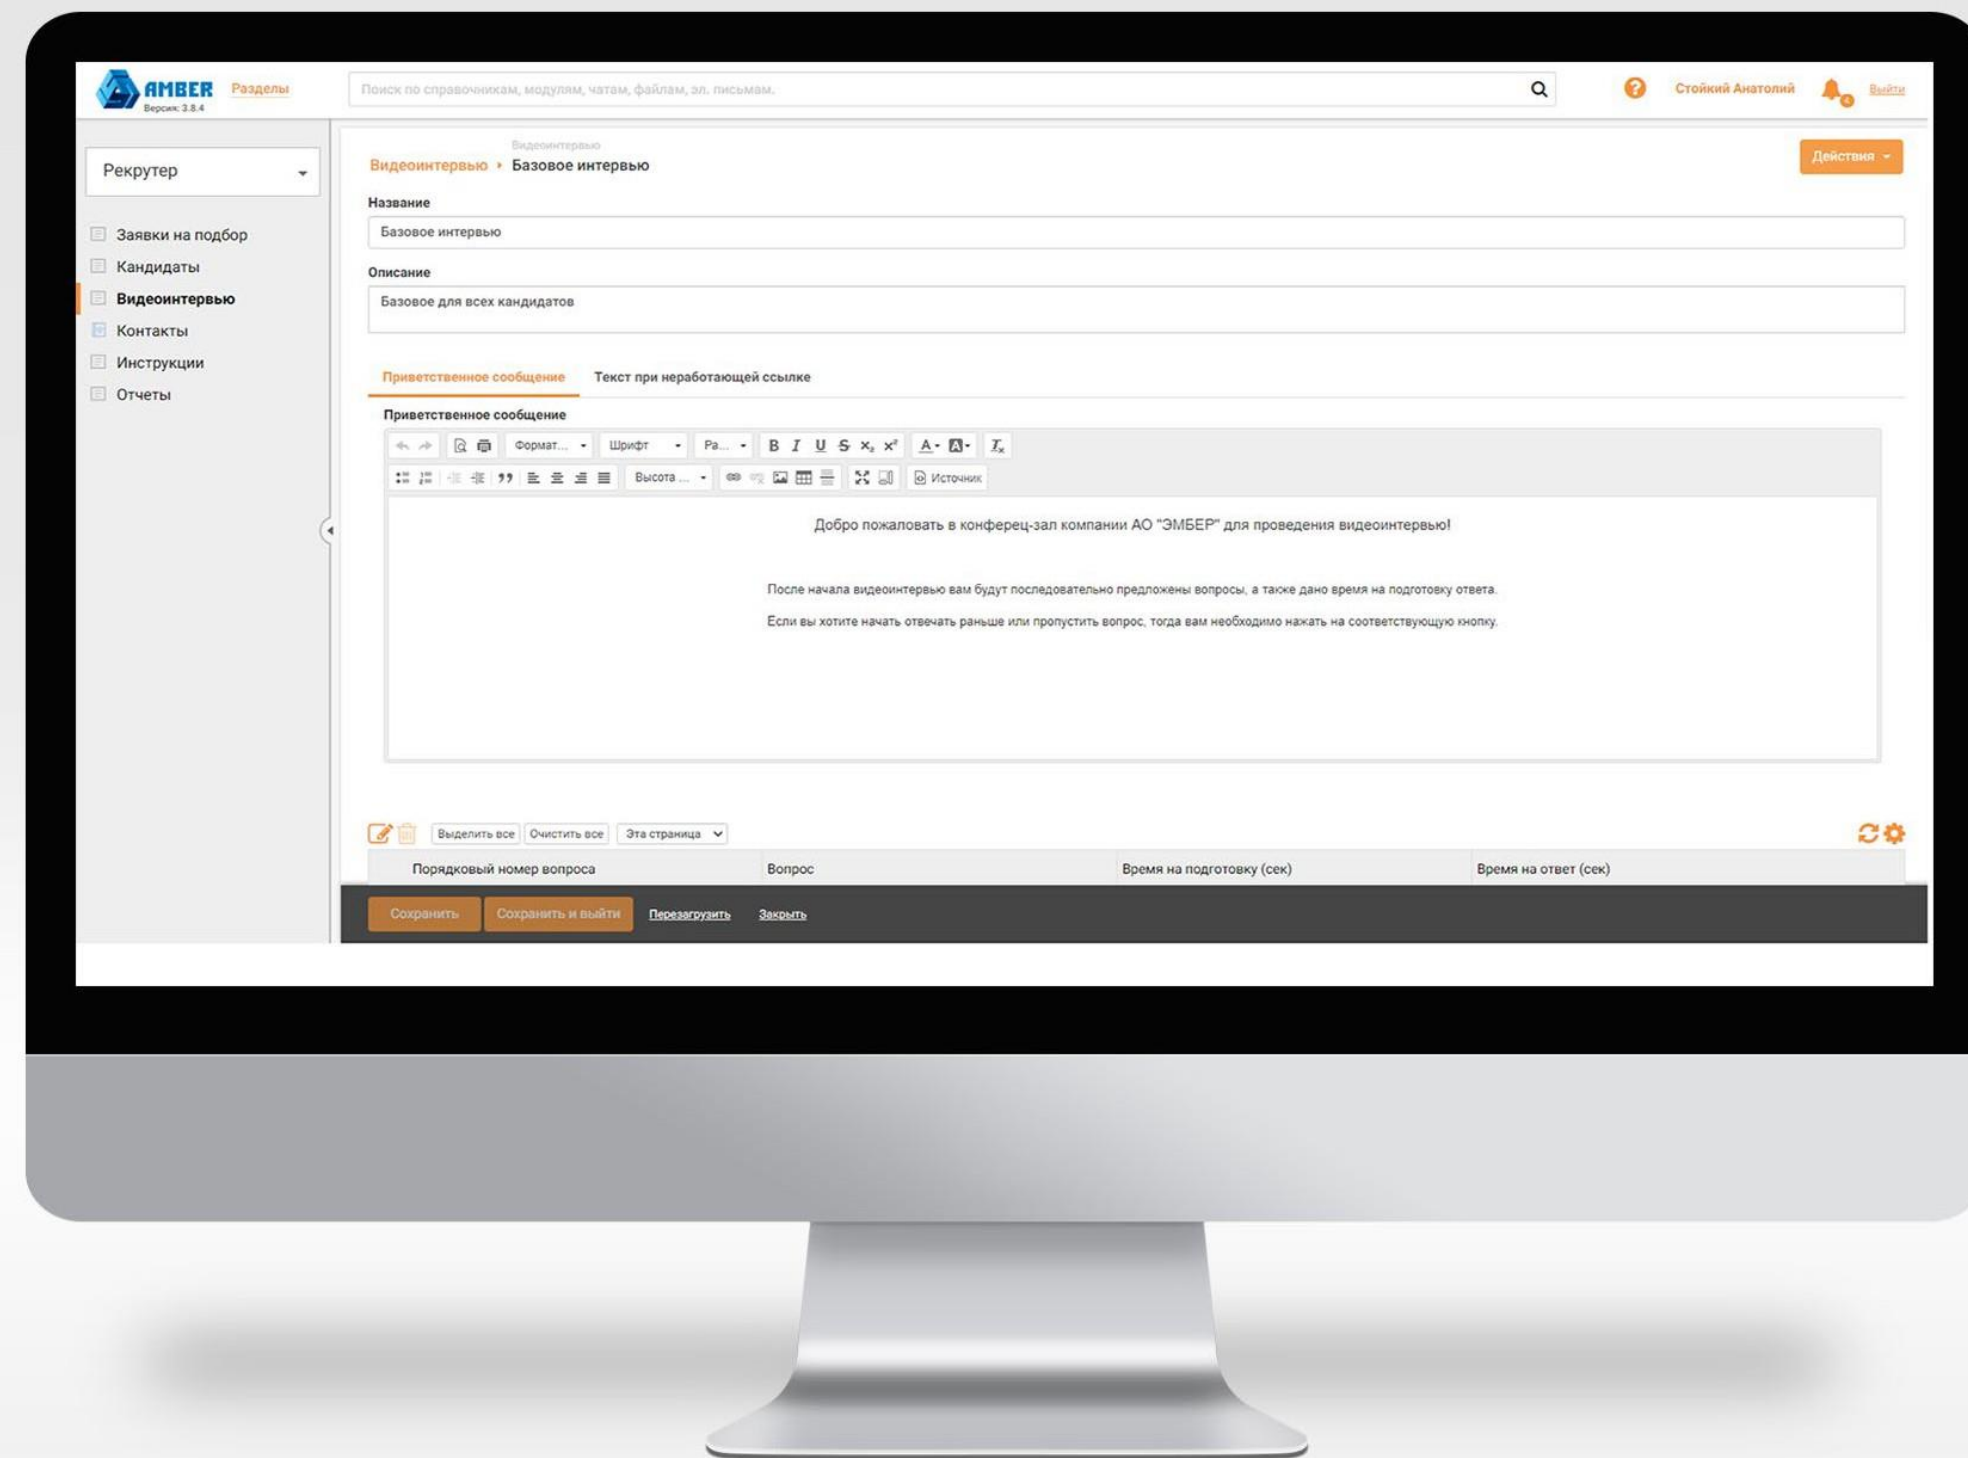 AMBER
Версия: 3.8.4
Разделы
Поиск по справочникам, модулям, чатам, файлам, эл. письмам.
Стойкий Анатолий
Выйти
Рекрутер
Заявки на подбор
Кандидаты
Видеоинтервью
Контакты
Инструкции
Отчеты
Видеоинтервью
Видеоинтервью Базовое интервью
Действия
Название
Базовое интервью
Описание
Базовое для всех кандидатов
Приветственное сообщение Текст при неработающей ссылке
Приветственное сообщение
Формат... Шрифт Ра... B I U S x₂ x² A A Ix
Высота ... Источник
Добро пожаловать в конферец-зал компании АО "ЭМБЕР" для проведения видеоинтервью!
После начала видеоинтервью вам будут последовательно предложены вопросы, а также дано время на подготовку ответа.
Если вы хотите начать отвечать раньше или пропустить вопрос, тогда вам необходимо нажать на соответствующую кнопку.
Выделить все Очистить все Эта страница
Порядковый номер вопроса Вопрос Время на подготовку (сек) Время на ответ (сек)
Сохранить Сохранить и выйти Перезагрузить Закрыть